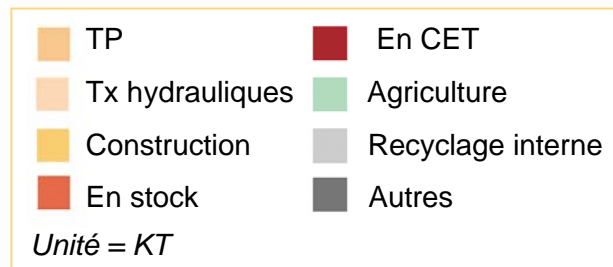 TP
En CET
Tx hydrauliques
Agriculture
Construction
Recyclage interne
En stock
Autres
Unité = KT